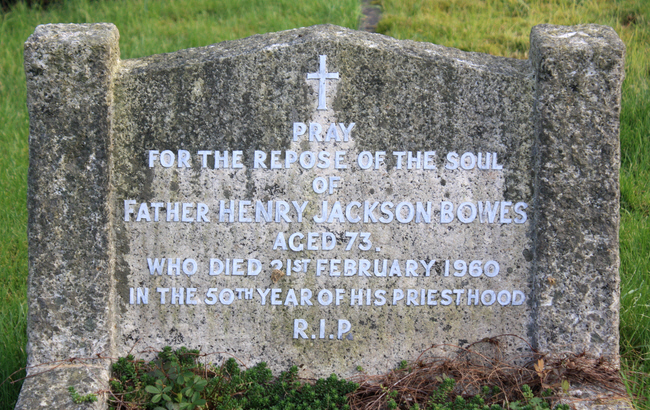 PRAY
FOR THE REPOSE OF THE SOUL
OF
FATHER HENRY JACKSON BOWES
AGED 73.
WHO DIED 21ST FEBRUARY 1960
IN THE 50TH YEAR OF HIS PRIESTHOOD
R.I.P.